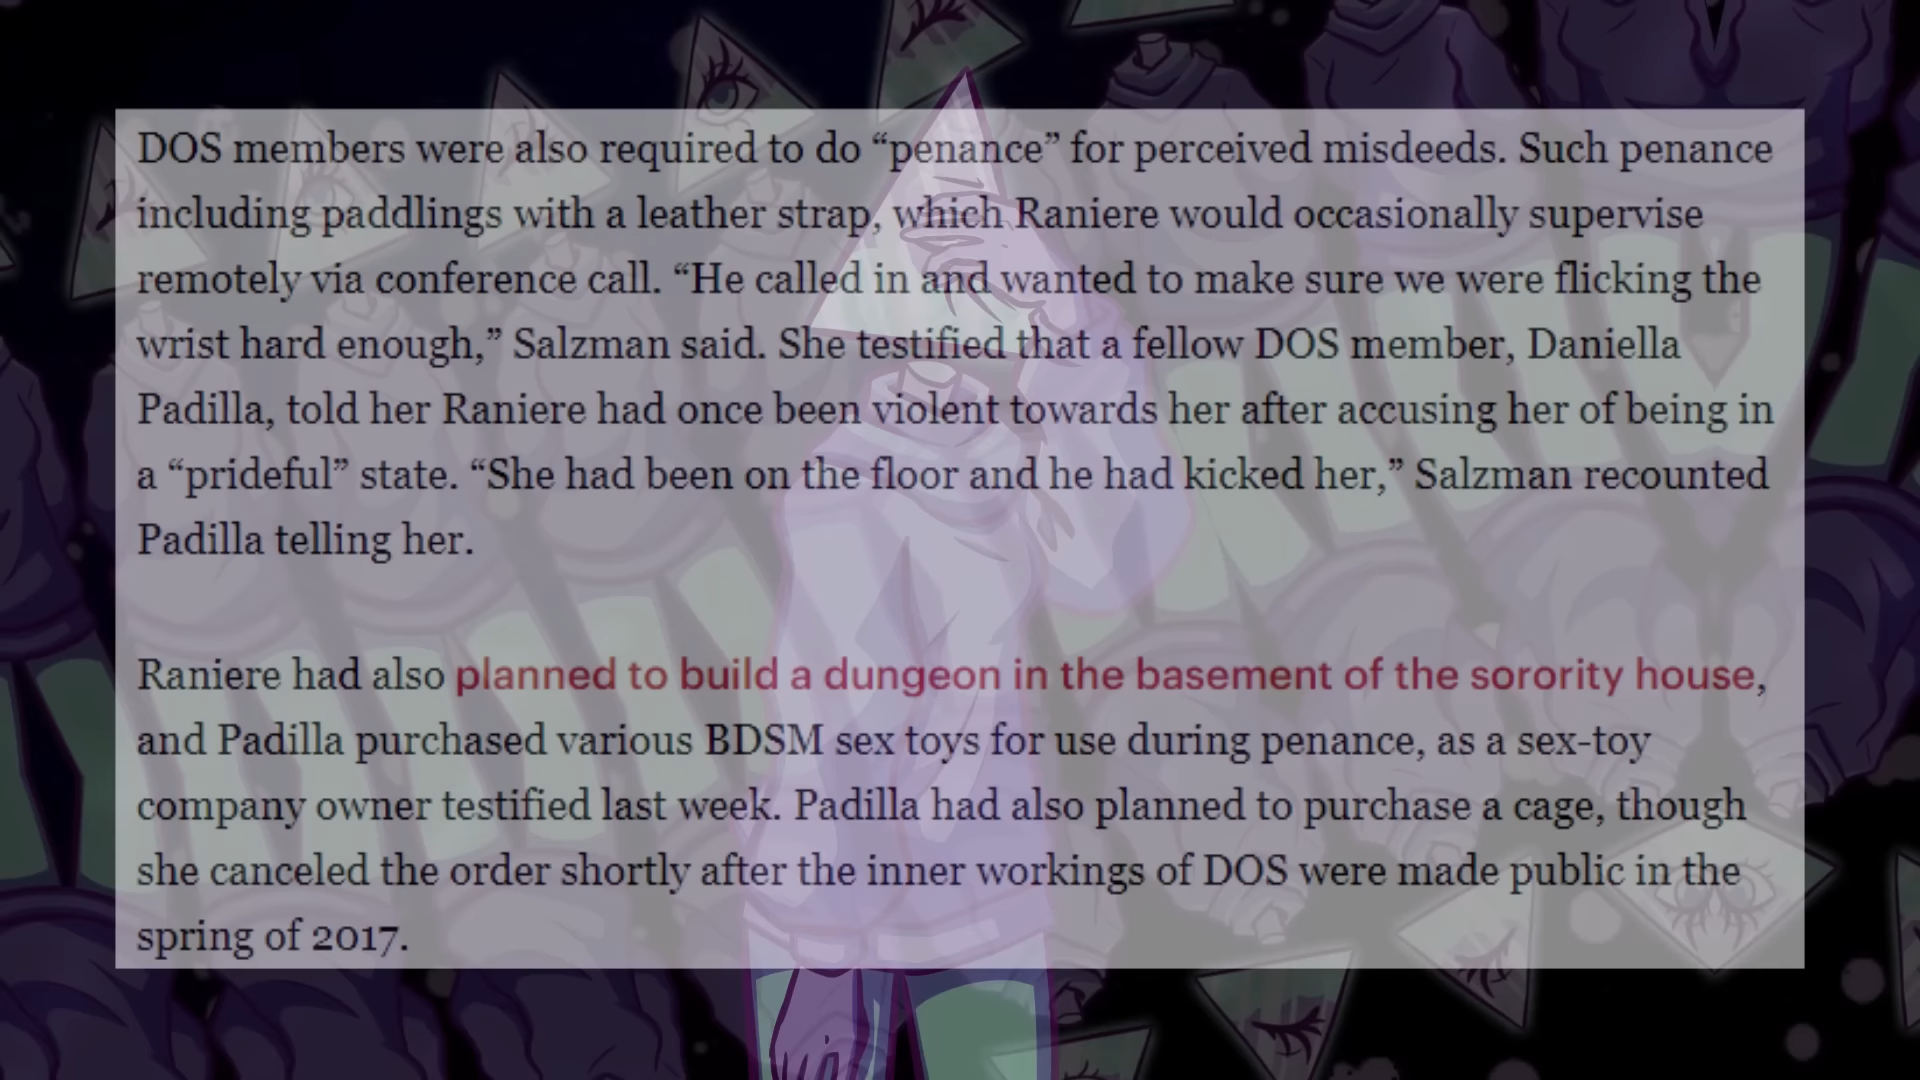 DOS members were also required to do “penance” for perceived misdeeds. Such penance
including paddlings with a leather strap, which Raniere would occasionally supervise
remotely via conference call. “He called in and wanted to make sure we were flicking the
wrist hard enough,” Salzman said. She testified that a fellow DOS member, Daniella
Padilla, told her Raniere had once been violent towards her after accusing her of being in
a “prideful” state. “She had been on the floor and he had kicked her,” Salzman recounted
Padilla telling her.
Raniere had also planned to build a dungeon in the basement of the sorority house,
and Padilla purchased various BDSM sex toys for use during penance, as a sex-toy
company owner testified last week. Padilla had also planned to purchase a cage, though
she canceled the order shortly after the inner workings of DOS were made public in the
spring of 2017.